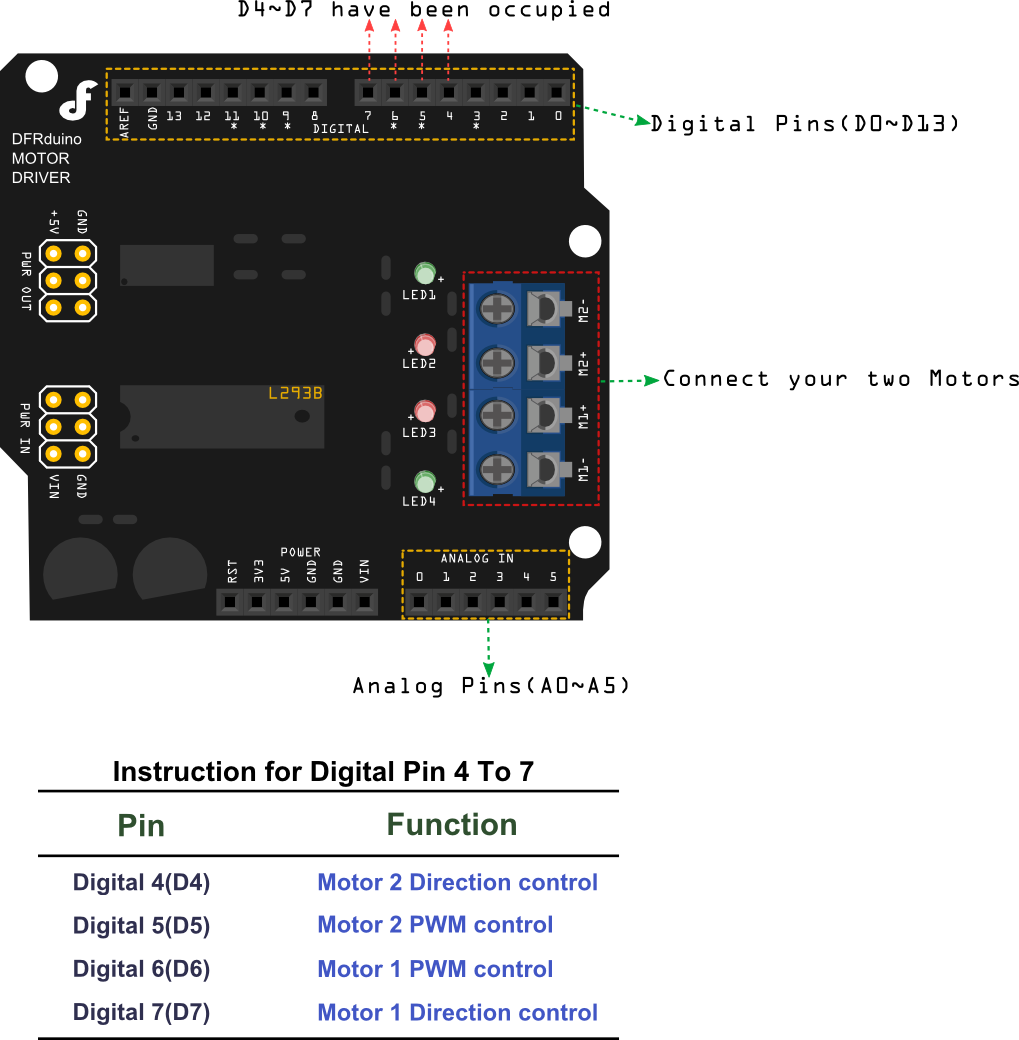 D4~D7 have been occupied
AREF GND 13 12 11 10 9 8 7 6 5 4 3 2 1 0
* * * * * *
DIGITAL
Digital Pins(D0~D13)
DFRduino
MOTOR
DRIVER
+5V GND
PWR OUT
LED1
+
M2-
+
LED2
M2+
Connect your two Motors
L293B
PWR IN
+
LED3
M1+
M1-
VIN GND
+
LED4
POWER
RST 3V3 5V GND GND VIN
ANALOG IN
0 1 2 3 4 5
Analog Pins(A0~A5)
Instruction for Digital Pin 4 To 7
Pin Function
Digital 4(D4) Motor 2 Direction control
Digital 5(D5) Motor 2 PWM control
Digital 6(D6) Motor 1 PWM control
Digital 7(D7) Motor 1 Direction control